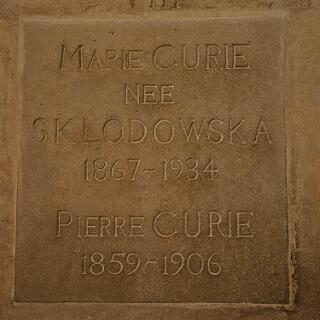 MARIE CURIE
NEE
SKLODOWSKA
1867~1934
PIERRE CURIE
1859~1906